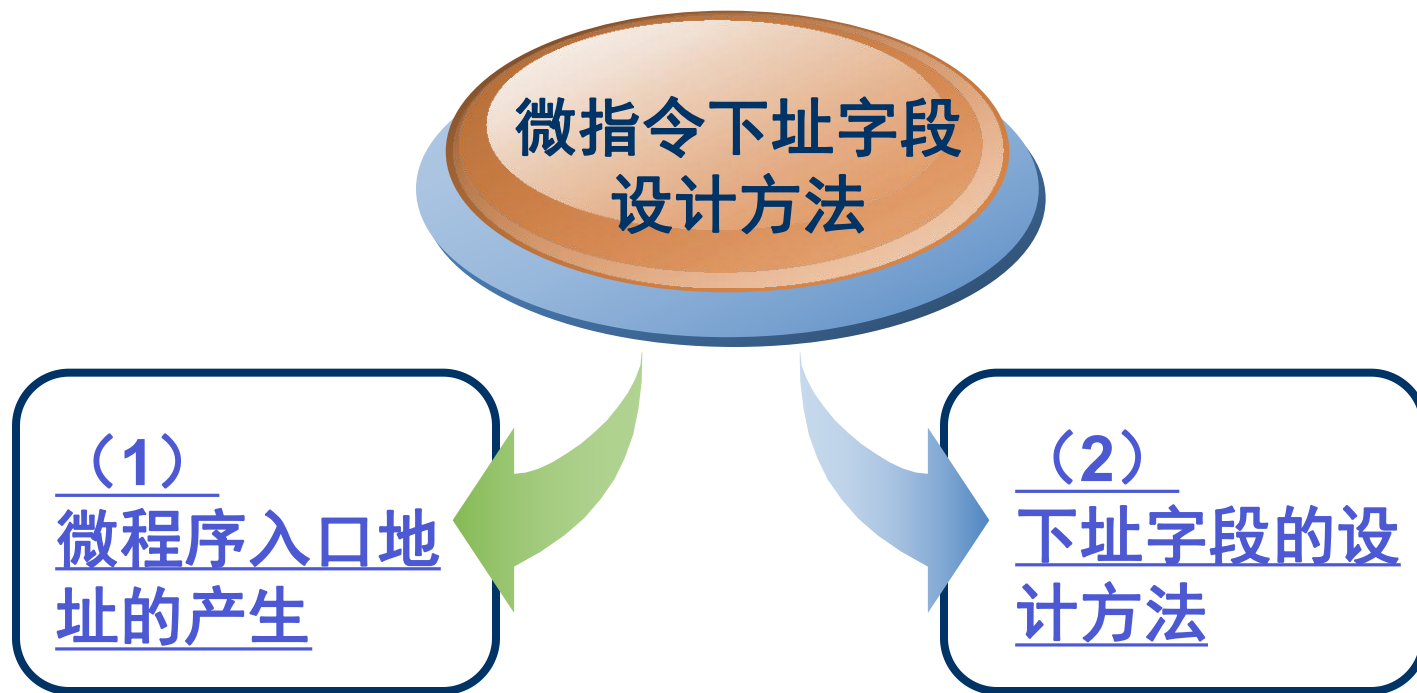 微指令下址字段
设计方法
（1）
微程序入口地
址的产生
（2）
下址字段的设
计方法